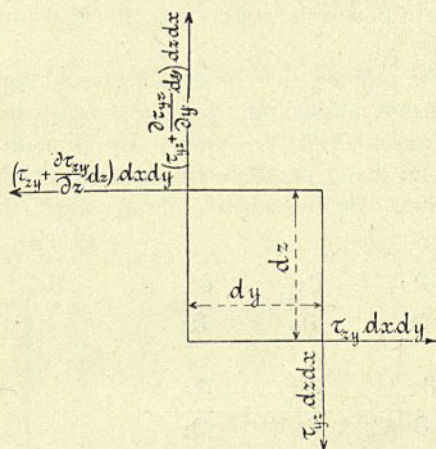 (τ_yz + ∂τ_yz/∂y dy) dz dx
(τ_zy + ∂τ_zy/∂z dz) dx dy
dz
dy
τ_zy dx dy
τ_yz dz dx